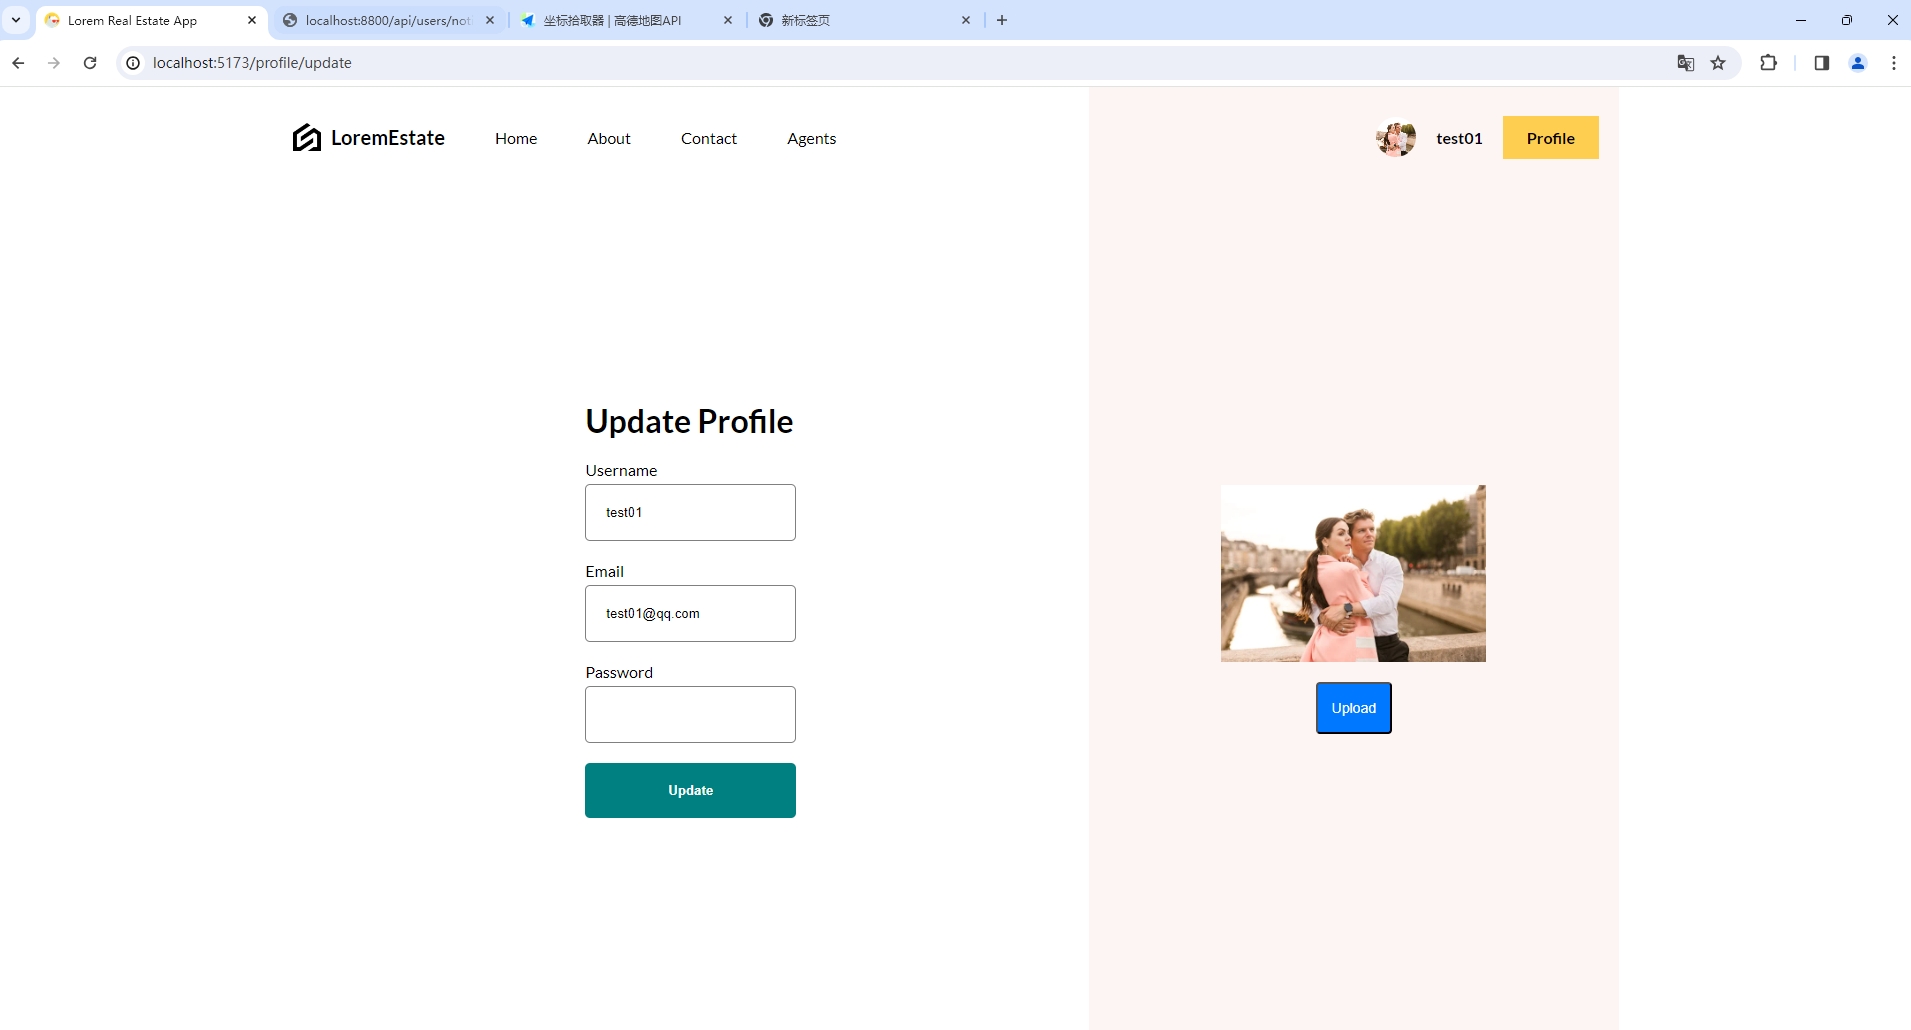 Lorem Real Estate App
localhost:8800/api/users/not
坐标拾取器 | 高德地图API
新标签页
localhost:5173/profile/update
LoremEstate
Home
About
Contact
Agents
test01
Profile
Update Profile
Username
test01
Email
test01@qq.com
Password
Update
Upload